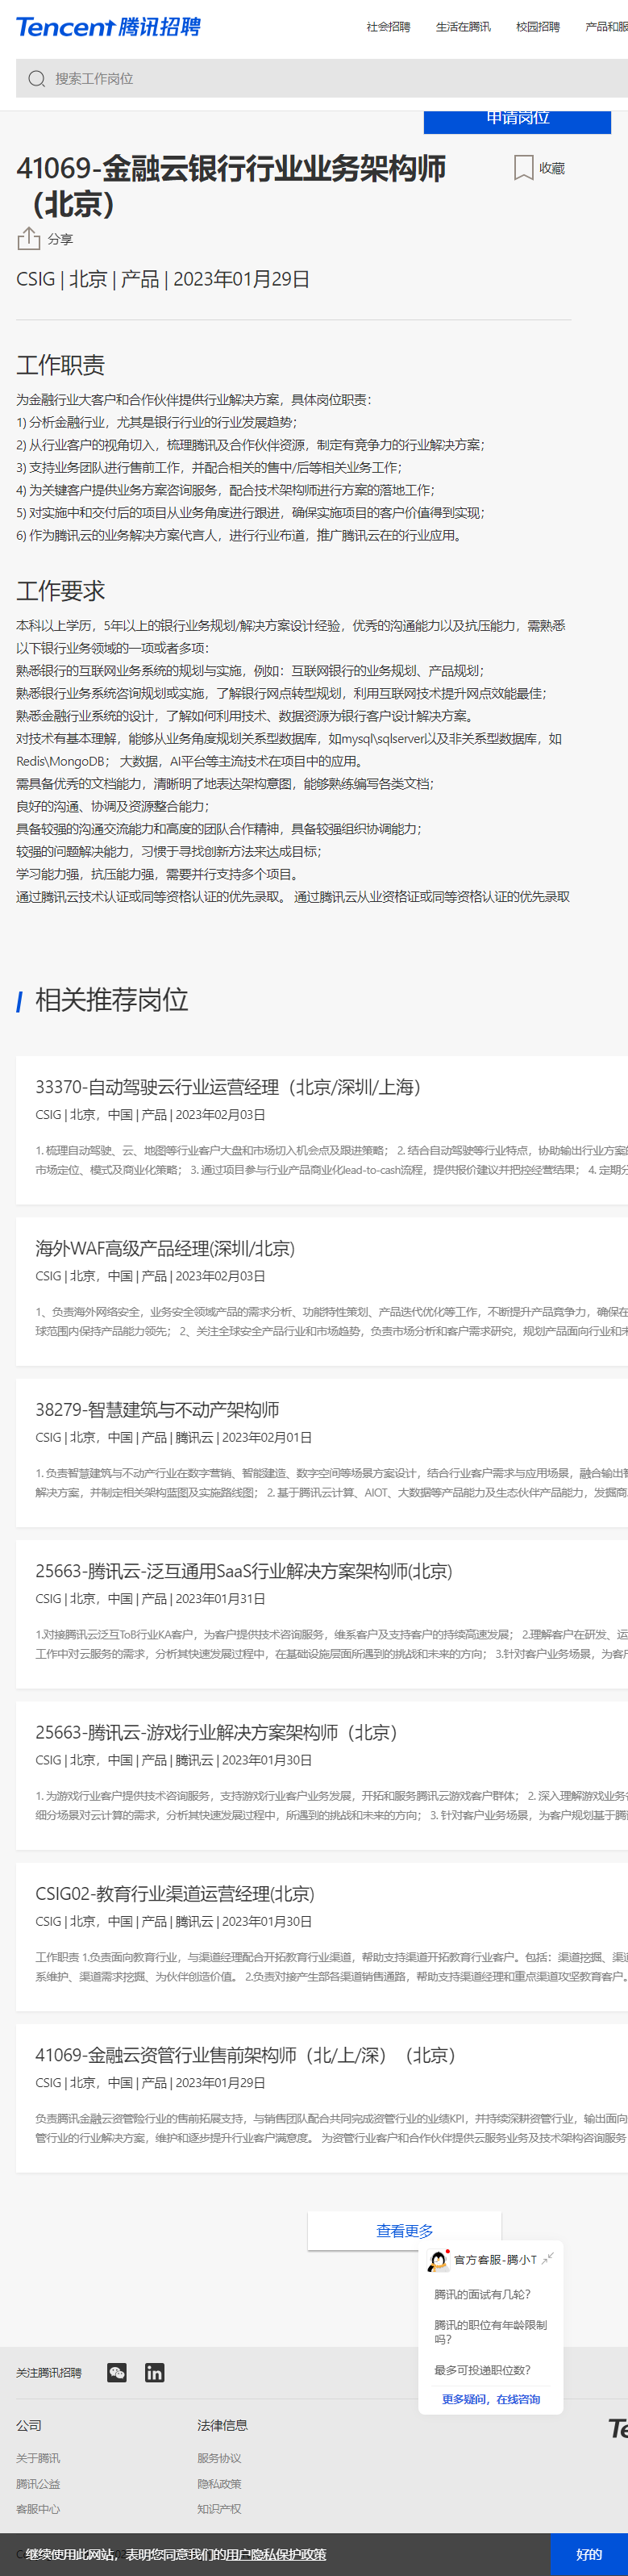 Tencent 腾讯招聘
社会招聘 生活在腾讯 校园招聘 产品和服
搜索工作岗位
申请岗位
41069-金融云银行行业业务架构师
（北京）
收藏
分享
CSIG | 北京 | 产品 | 2023年01月29日
工作职责
为金融行业大客户和合作伙伴提供行业解决方案，具体岗位职责：
1) 分析金融行业，尤其是银行行业的行业发展趋势；
2) 从行业客户的视角切入，梳理腾讯及合作伙伴资源，制定有竞争力的行业解决方案；
3) 支持业务团队进行售前工作，并配合相关的售中/后等相关业务工作；
4) 为关键客户提供业务方案咨询服务，配合技术架构师进行方案的落地工作；
5) 对实施中和交付后的项目从业务角度进行跟进，确保实施项目的客户价值得到实现；
6) 作为腾讯云的业务解决方案代言人，进行行业布道，推广腾讯云在的行业应用。
工作要求
本科以上学历，5年以上的银行业务规划/解决方案设计经验，优秀的沟通能力以及抗压能力，需熟悉
以下银行业务领域的一项或者多项：
熟悉银行的互联网业务系统的规划与实施，例如：互联网银行的业务规划、产品规划；
熟悉银行业务系统咨询规划或实施，了解银行网点转型规划，利用互联网技术提升网点效能最佳；
熟悉金融行业系统的设计，了解如何利用技术、数据资源为银行客户设计解决方案。
对技术有基本理解，能够从业务角度规划关系型数据库，如mysql\sqlserverl以及非关系型数据库，如
Redis\MongoDB； 大数据，AI平台等主流技术在项目中的应用。
需具备优秀的文档能力，清晰明了地表达架构意图，能够熟练编写各类文档；
良好的沟通、协调及资源整合能力；
具备较强的沟通交流能力和高度的团队合作精神，具备较强组织协调能力；
较强的问题解决能力，习惯于寻找创新方法来达成目标；
学习能力强，抗压能力强，需要并行支持多个项目。
通过腾讯云技术认证或同等资格认证的优先录取。 通过腾讯云从业资格证或同等资格认证的优先录取
相关推荐岗位
33370-自动驾驶云行业运营经理（北京/深圳/上海）
CSIG | 北京，中国 | 产品 | 2023年02月03日
1. 梳理自动驾驶、云、地图等行业客户大盘和市场切入机会点及跟进策略； 2. 结合自动驾驶等行业特点，协助输出行业方案的
市场定位、模式及商业化策略； 3. 通过项目参与行业产品商业化lead-to-cash流程，提供报价建议并把控经营结果； 4. 定期分
海外WAF高级产品经理(深圳/北京)
CSIG | 北京，中国 | 产品 | 2023年02月03日
1、负责海外网络安全，业务安全领域产品的需求分析、功能特性策划、产品迭代优化等工作，不断提升产品竞争力，确保在
球范围内保持产品能力领先； 2、关注全球安全产品行业和市场趋势，负责市场分析和客户需求研究，规划产品面向行业和未
38279-智慧建筑与不动产架构师
CSIG | 北京，中国 | 产品 | 腾讯云 | 2023年02月01日
1. 负责智慧建筑与不动产行业在数字营销、智能建造、数字空间等场景方案设计，结合行业客户需求与应用场景，融合输出智
解决方案，并制定相关架构蓝图及实施路线图； 2. 基于腾讯云计算、AIOT、大数据等产品能力及生态伙伴产品能力，发掘商
25663-腾讯云-泛互通用SaaS行业解决方案架构师(北京)
CSIG | 北京，中国 | 产品 | 2023年01月31日
1.对接腾讯云泛互ToB行业KA客户，为客户提供技术咨询服务，维系客户及支持客户的持续高速发展； 2.理解客户在研发、运
工作中对云服务的需求，分析其快速发展过程中，在基础设施层面所遇到的挑战和未来的方向； 3.针对客户业务场景，为客户
25663-腾讯云-游戏行业解决方案架构师（北京）
CSIG | 北京，中国 | 产品 | 腾讯云 | 2023年01月30日
1. 为游戏行业客户提供技术咨询服务，支持游戏行业客户业务发展，开拓和服务腾讯云游戏客户群体； 2. 深入理解游戏业务各
细分场景对云计算的需求，分析其快速发展过程中，所遇到的挑战和未来的方向； 3. 针对客户业务场景，为客户规划基于腾讯
CSIG02-教育行业渠道运营经理(北京)
CSIG | 北京，中国 | 产品 | 腾讯云 | 2023年01月30日
工作职责 1.负责面向教育行业，与渠道经理配合开拓教育行业渠道，帮助支持渠道开拓教育行业客户。包括：渠道挖掘、渠道
系维护、渠道需求挖掘、为伙伴创造价值。 2.负责对接产生部各渠道销售通路，帮助支持渠道经理和重点渠道攻坚教育客户。
41069-金融云资管行业售前架构师（北/上/深）（北京）
CSIG | 北京，中国 | 产品 | 2023年01月29日
负责腾讯金融云资管险行业的售前拓展支持，与销售团队配合共同完成资管行业的业绩KPI，并持续深耕资管行业，输出面向
管行业的行业解决方案，维护和逐步提升行业客户满意度。 为资管行业客户和合作伙伴提供云服务业务及技术架构咨询服务
查看更多
官方客服-腾小T
腾讯的面试有几轮？
腾讯的职位有年龄限制
吗？
最多可投递职位数？
更多疑问，在线咨询
关注腾讯招聘
公司 法律信息
Te
关于腾讯 服务协议
腾讯公益 隐私政策
客服中心 知识产权
继续使用此网站，表明您同意我们的用户隐私保护政策
好的